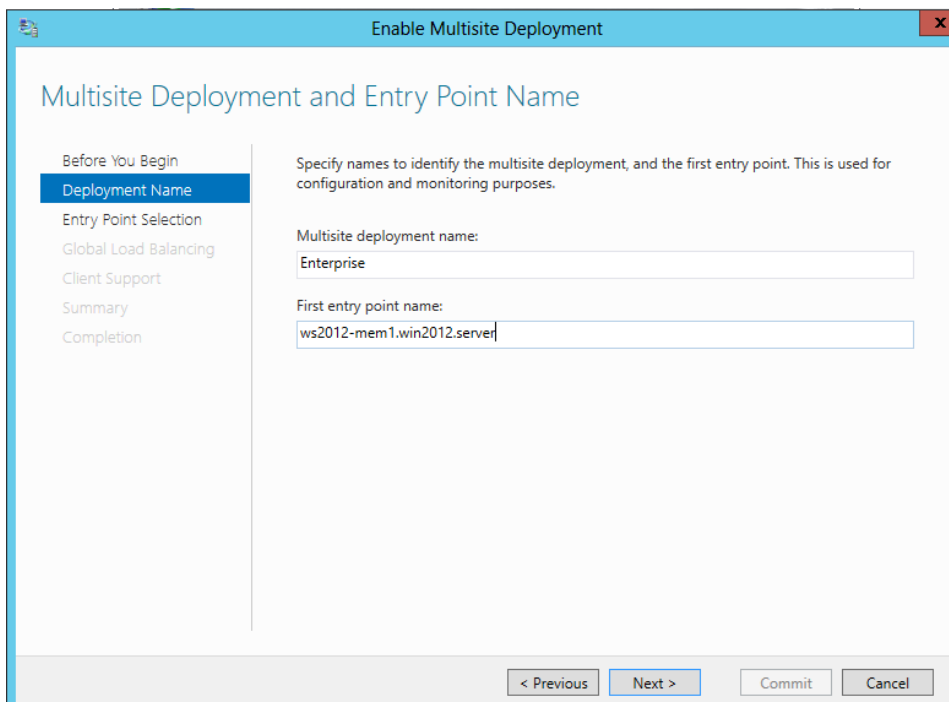 Enable Multisite Deployment
x
Multisite Deployment and Entry Point Name
Before You Begin
Deployment Name
Entry Point Selection
Global Load Balancing
Client Support
Summary
Completion
Specify names to identify the multisite deployment, and the first entry point. This is used for
configuration and monitoring purposes.
Multisite deployment name:
Enterprise
First entry point name:
ws2012-mem1.win2012.server
< Previous
Next >
Commit
Cancel